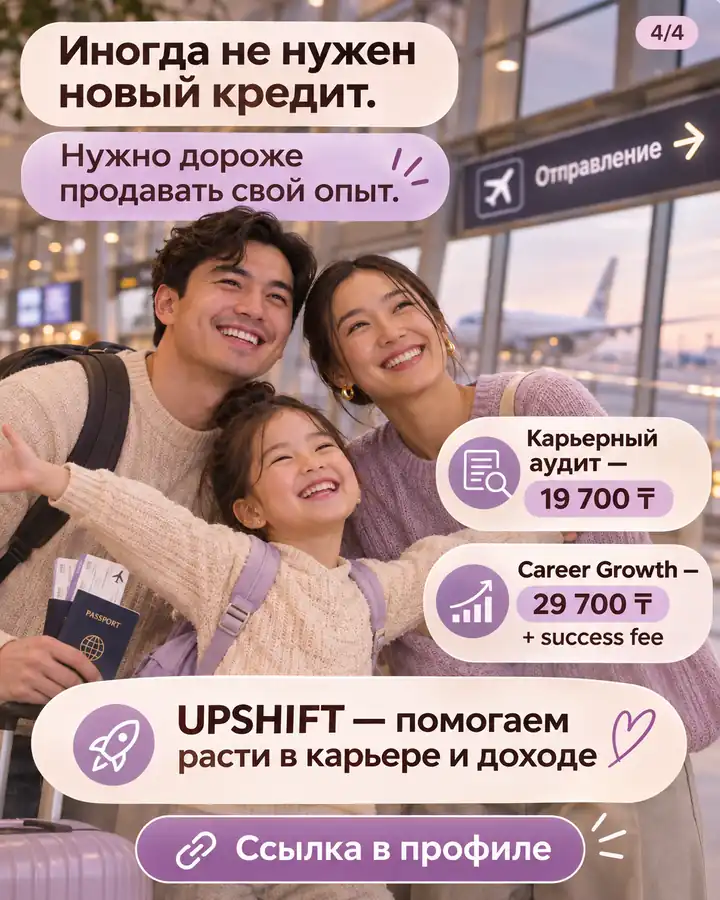 4/4
Иногда не нужен
новый кредит.
Нужно дороже
продавать свой опыт.
Отправление
Карьерный
аудит —
19 700 ₸
Career Growth —
29 700 ₸
+ success fee
PASSPORT
UPSHIFT — помогаем
расти в карьере и доходе
Ссылка в профиле